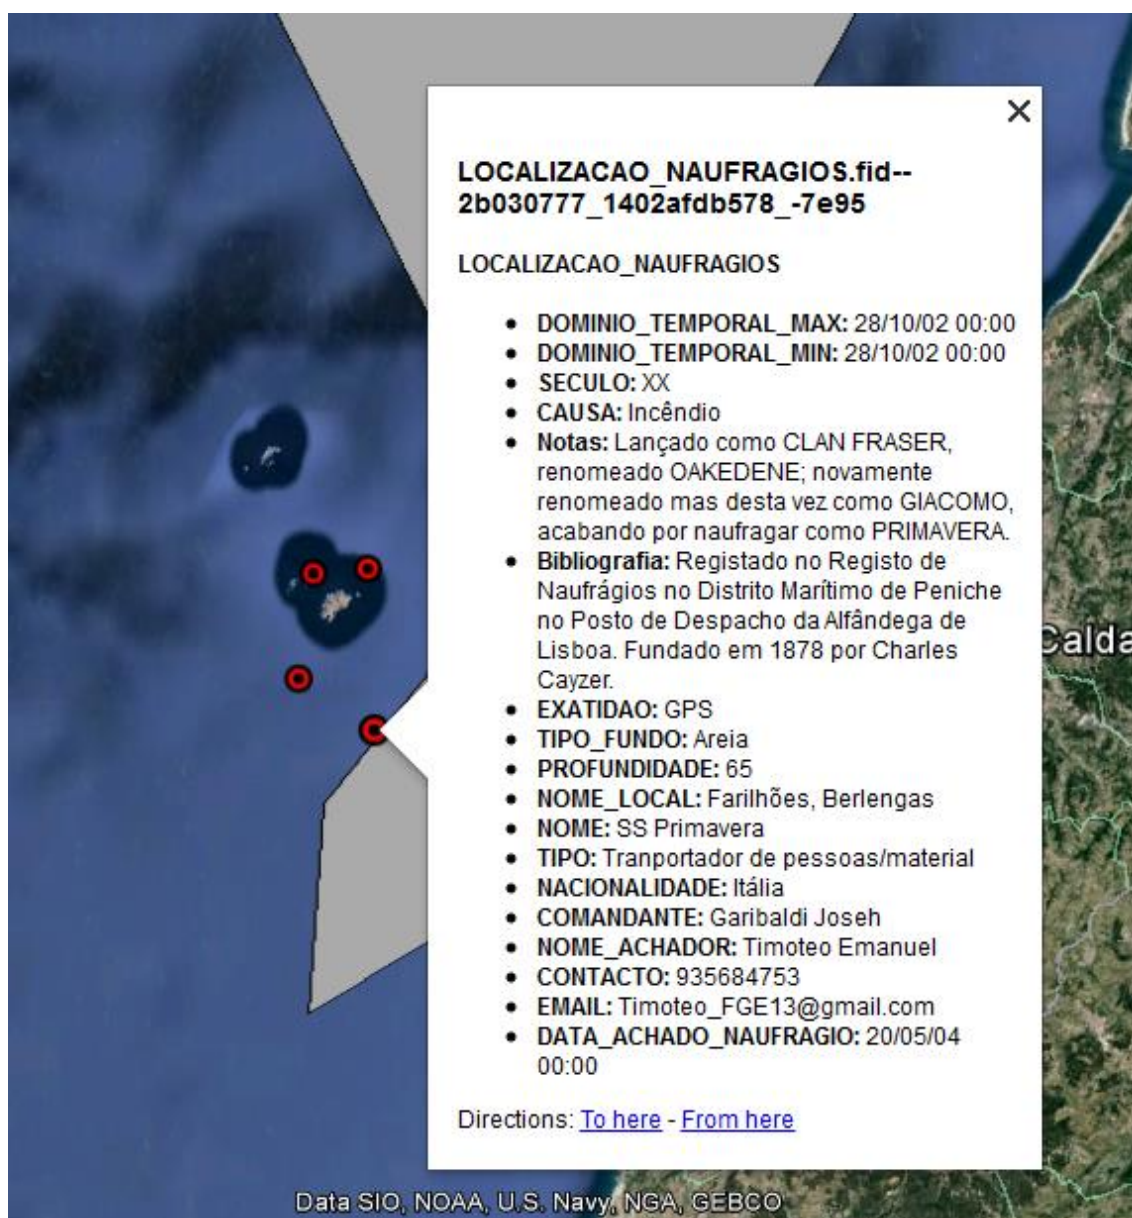 LOCALIZACAO_NAUFRAGIOS.fid--
2b030777_1402afdb578_-7e95
LOCALIZACAO_NAUFRAGIOS
• DOMINIO_TEMPORAL_MAX: 28/10/02 00:00
• DOMINIO_TEMPORAL_MIN: 28/10/02 00:00
• SECULO: XX
• CAUSA: Incêndio
• Notas: Lançado como CLAN FRASER,
renomeado OAKEDENE; novamente
renomeado mas desta vez como GIACOMO,
acabando por naufragar como PRIMAVERA.
• Bibliografia: Registado no Registo de
Naufrágios no Distrito Marítimo de Peniche
no Posto de Despacho da Alfândega de
Lisboa. Fundado em 1878 por Charles
Cayzer.
• EXATIDAO: GPS
• TIPO_FUNDO: Areia
• PROFUNDIDADE: 65
• NOME_LOCAL: Farilhões, Berlengas
• NOME: SS Primavera
• TIPO: Tranportador de pessoas/material
• NACIONALIDADE: Itália
• COMANDANTE: Garibaldi Joseh
• NOME_ACHADOR: Timoteo Emanuel
• CONTACTO: 935684753
• EMAIL: Timoteo_FGE13@gmail.com
• DATA_ACHADO_NAUFRAGIO: 20/05/04
00:00
Directions: To here - From here
Calda
Data SIO, NOAA, U.S. Navy, NGA, GEBCO